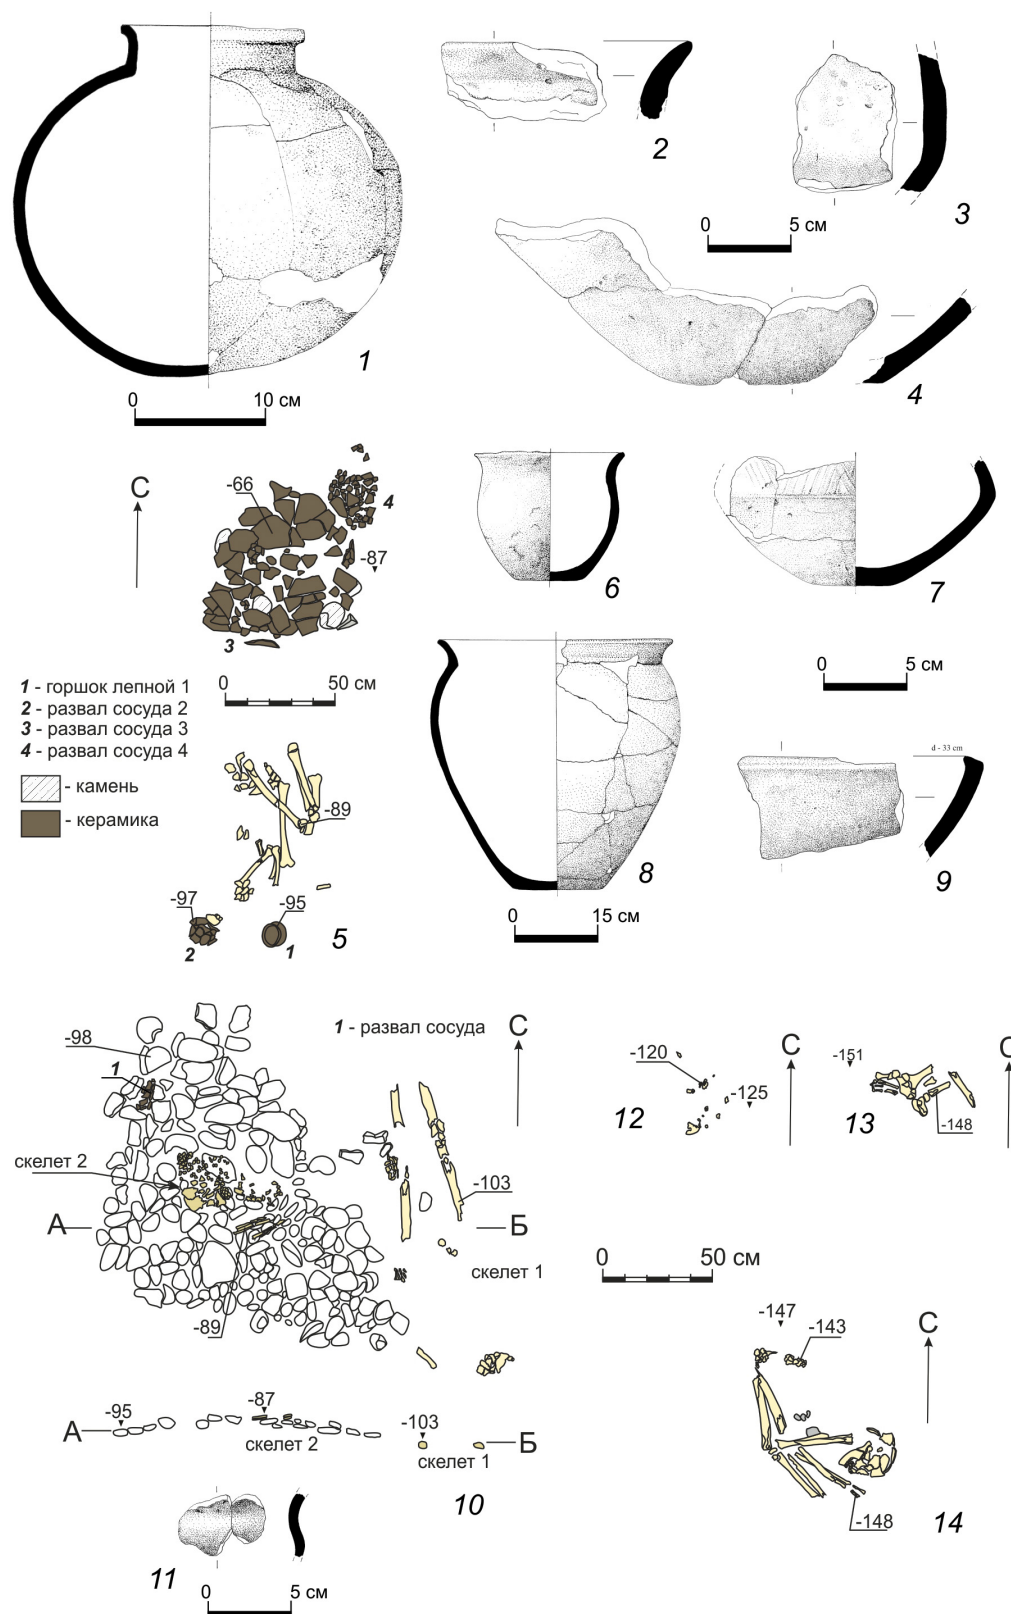 1
0 10 см
2
3
0 5 см
4
С
-66
4
-87
3
0 50 см
1 - горшок лепной 1
2 - развал сосуда 2
3 - развал сосуда 3
4 - развал сосуда 4
- камень
- керамика
-89
-97
-95
2
1
5
6
7
0 5 см
8
0 15 см
d - 33 cm
9
1 - развал сосуда
С
-98
1
скелет 2
А
Б
-103
скелет 1
-89
-87
А -95
-103
Б
скелет 2
скелет 1
10
11
0 5 см
-120
-125
12
С
-151
-148
13
С
0 50 см
-147
-143
С
-148
14